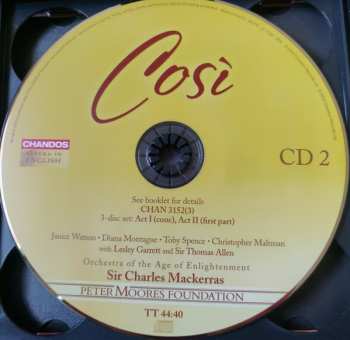 Così
CHANDOS
OPERA IN
ENGLISH
CD 2
See booklet for details
CHAN 3152(3)
3-disc set: Act I (conc), Act II (first part)
Janice Watson • Diana Montague • Toby Spence • Christopher Maltman
with Lesley Garrett and Sir Thomas Allen
Orchestra of the Age of Enlightenment
Sir Charles Mackerras
PETER MOORES FOUNDATION
TT 44:40